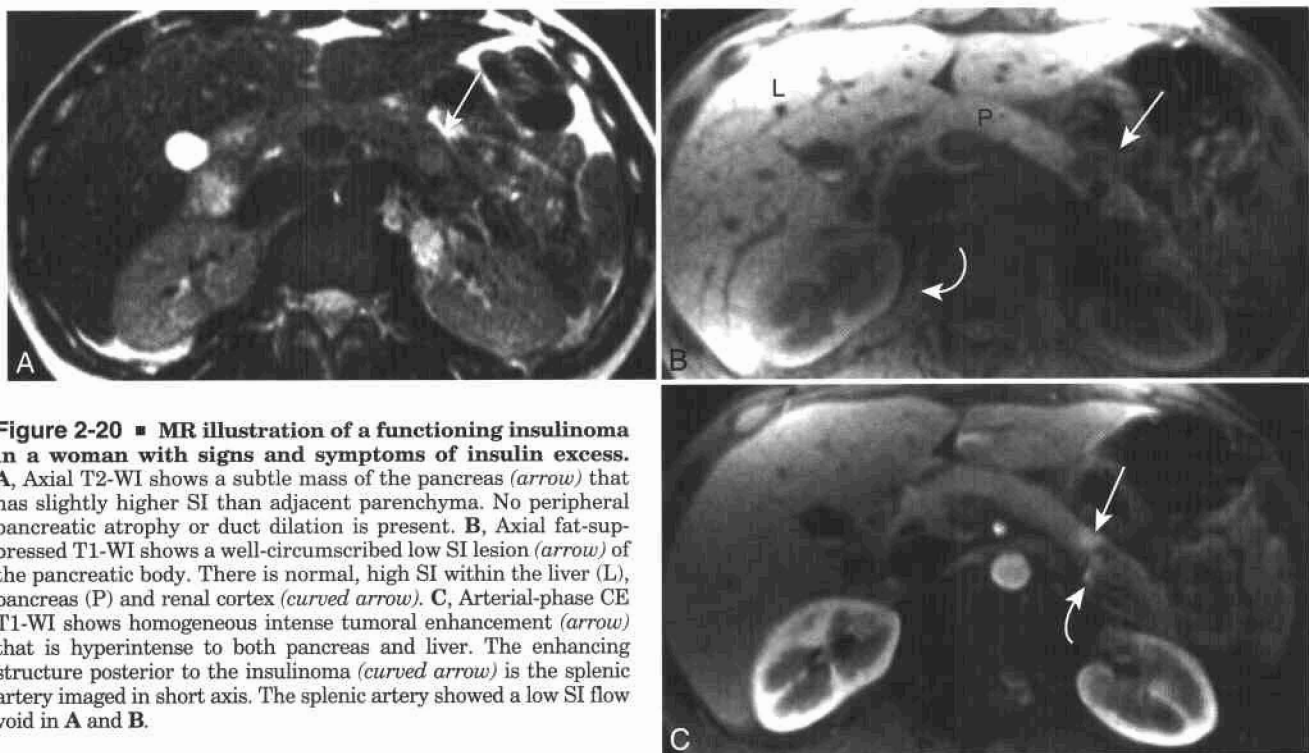 A
L
P
B
Figure 2-20 ■ MR illustration of a functioning insulinoma
in a woman with signs and symptoms of insulin excess.
A, Axial T2-WI shows a subtle mass of the pancreas (arrow) that
has slightly higher SI than adjacent parenchyma. No peripheral
pancreatic atrophy or duct dilation is present. B, Axial fat-sup-
pressed T1-WI shows a well-circumscribed low SI lesion (arrow) of
the pancreatic body. There is normal, high SI within the liver (L),
pancreas (P) and renal cortex (curved arrow). C, Arterial-phase CE
T1-WI shows homogeneous intense tumoral enhancement (arrow)
that is hyperintense to both pancreas and liver. The enhancing
structure posterior to the insulinoma (curved arrow) is the splenic
artery imaged in short axis. The splenic artery showed a low SI flow
void in A and B.
C